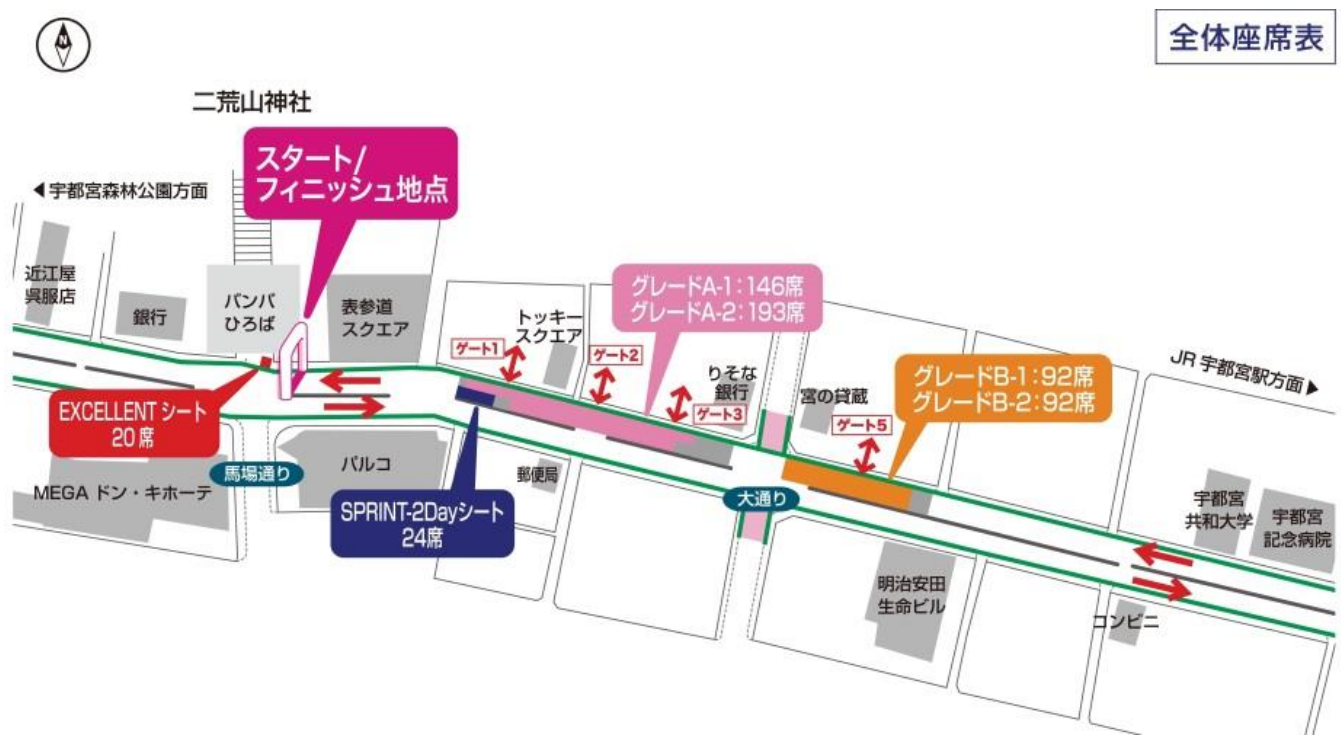 N
全体座席表
二荒山神社
スタート/
フィニッシュ地点
◀宇都宮森林公園方面
近江屋
呉服店
銀行
バンバ
ひろば
表参道
スクエア
トッキー
スクエア
グレードA-1:146席
グレードA-2:193席
ゲート1
ゲート2
ゲート3
りそな
銀行
宮の貸蔵
グレードB-1:92席
グレードB-2:92席
ゲート5
JR 宇都宮駅方面▶
EXCELLENT シート
20席
MEGA ドン・キホーテ
馬場通り
パルコ
SPRINT-2Dayシート
24席
郵便局
大通り
明治安田
生命ビル
コンビニ
宇都宮
共和大学
宇都宮
記念病院